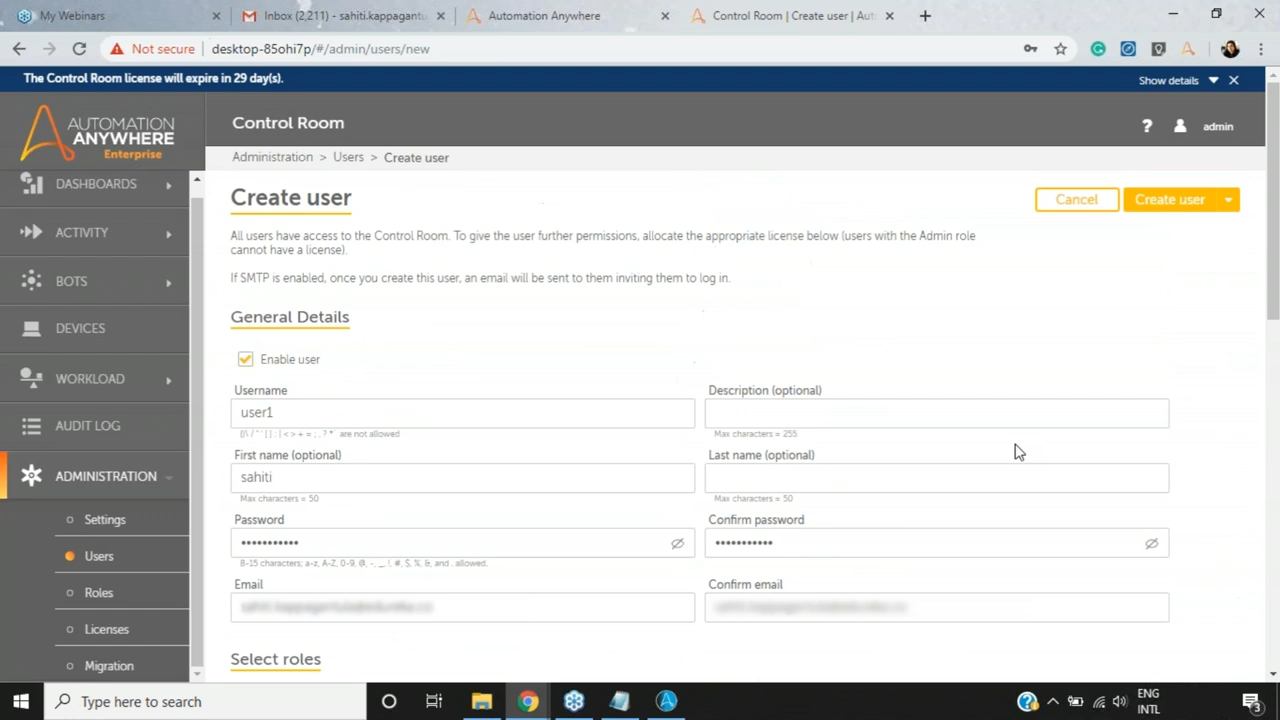 My Webinars
Inbox (2,211) - sahiti.kappagantu
Automation Anywhere
Control Room | Create user | Aut
Not secure
desktop-85ohi7p/#/admin/users/new
The Control Room license will expire in 29 day(s).
Show details
AUTOMATION
ANYWHERE
Enterprise
Control Room
?
admin
Administration > Users > Create user
DASHBOARDS
ACTIVITY
BOTS
DEVICES
WORKLOAD
AUDIT LOG
ADMINISTRATION
Settings
Users
Roles
Licenses
Migration
Create user
Cancel
Create user
All users have access to the Control Room. To give the user further permissions, allocate the appropriate license below (users with the Admin role
cannot have a license).
If SMTP is enabled, once you create this user, an email will be sent to them inviting them to log in.
General Details
Enable user
Username
Description (optional)
user1
are not allowed
Max characters = 255
First name (optional)
Last name (optional)
sahiti
Max characters = 50
Max characters = 50
Password
Confirm password
•••••••••••
•••••••••••
8-15 characters; a-z, A-Z, 0-9, @, -, _, !, #, $, %, &, and . allowed.
Email
Confirm email
Select roles
Type here to search
ENG
INTL
3